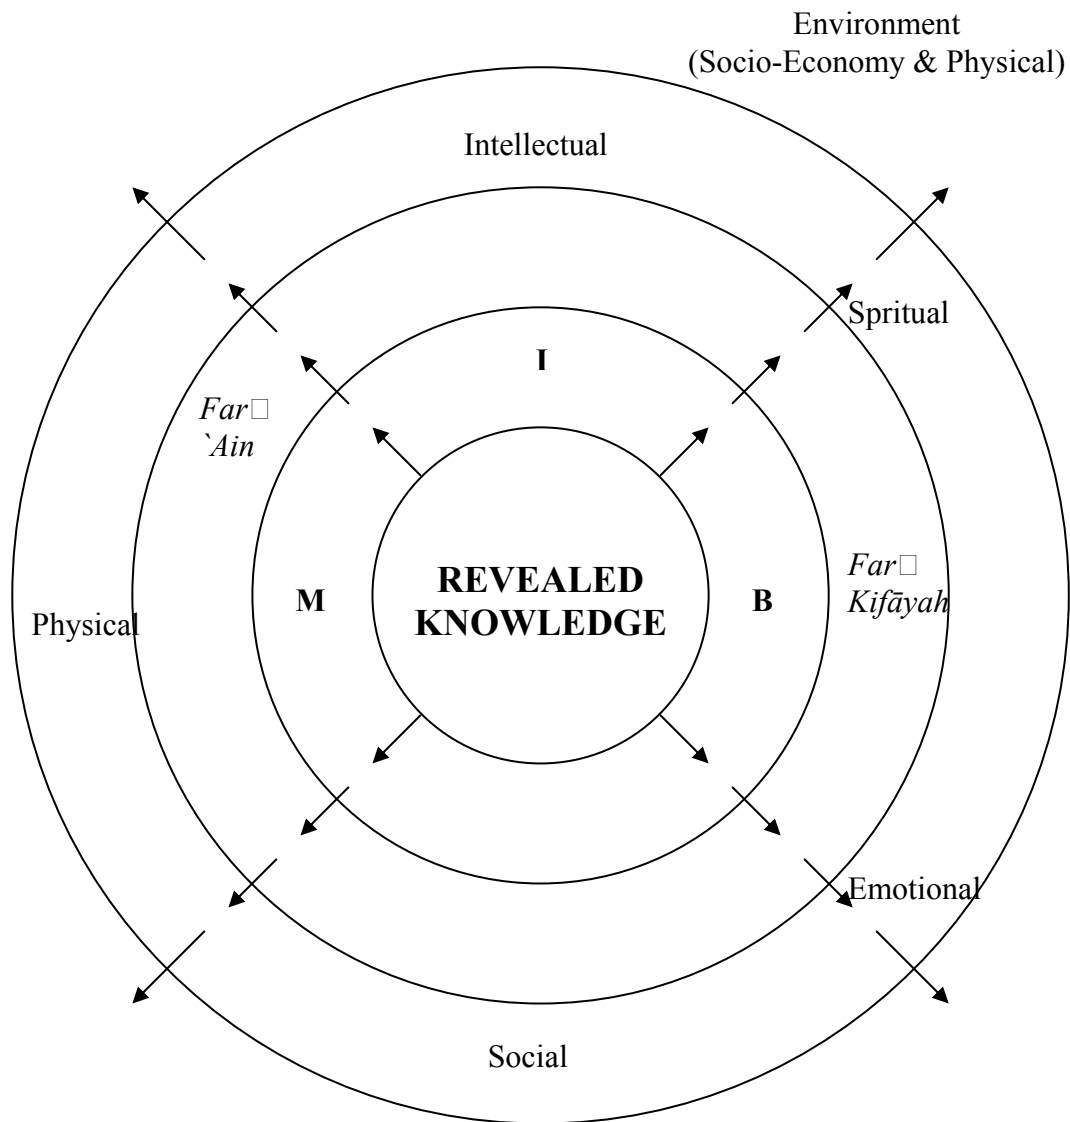 Environment
(Socio-Economy & Physical)
Intellectual
Spritual
I
Far□
`Ain
REVEALED
KNOWLEDGE
M
B
Far□
Kifāyah
Physical
Emotional
Social